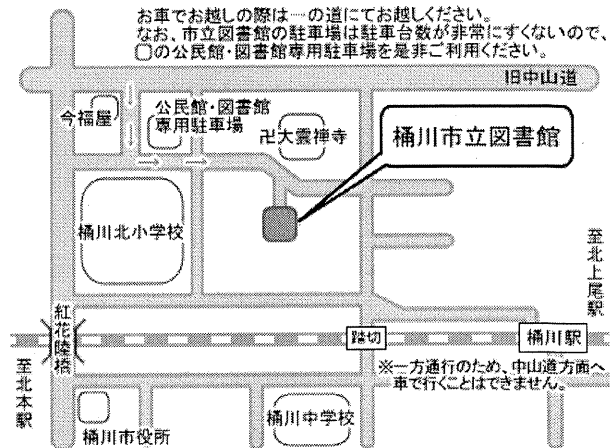 お車でお越しの際は…の道にてお越しください。
なお、市立図書館の駐車場は駐車台数が非常にすくないので、
▢の公民館・図書館専用駐車場を是非ご利用ください。
旧中山道
今福屋
公民館・図書館
専用駐車場
卍大雲禅寺
桶川市立図書館
桶川北小学校
至北上尾駅
紅花陸橋
踏切
桶川駅
至北本駅
※一方通行のため、中山道方面へ
車で行くことはできません。
桶川市役所
桶川中学校